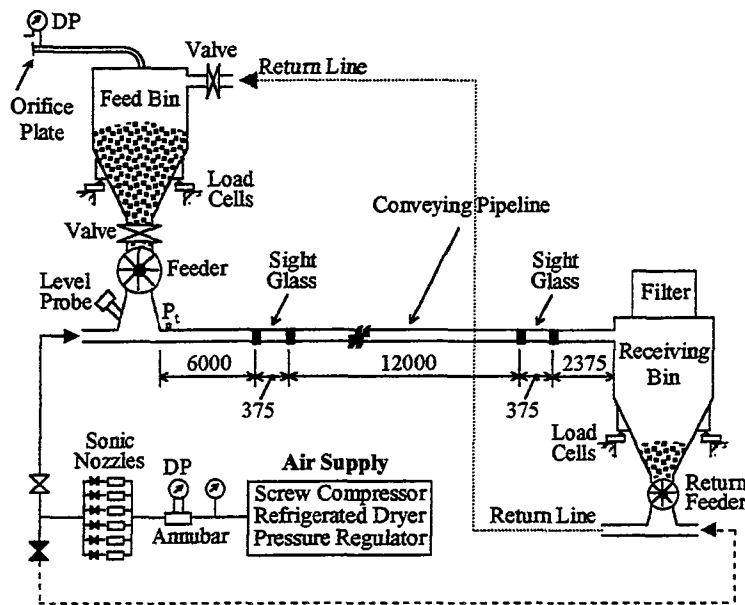 DP
Orifice
Plate
Feed Bin
Valve
Return Line
Load
Cells
Valve
Feeder
Level
Probe
Pt
Conveying Pipeline
Sight
Glass
Sight
Glass
Filter
Receiving
Bin
6000
375
12000
375
2375
Load
Cells
Return
Feeder
Return Line
Sonic
Nozzles
DP
Annubar
Air Supply
Screw Compressor
Refrigerated Dryer
Pressure Regulator